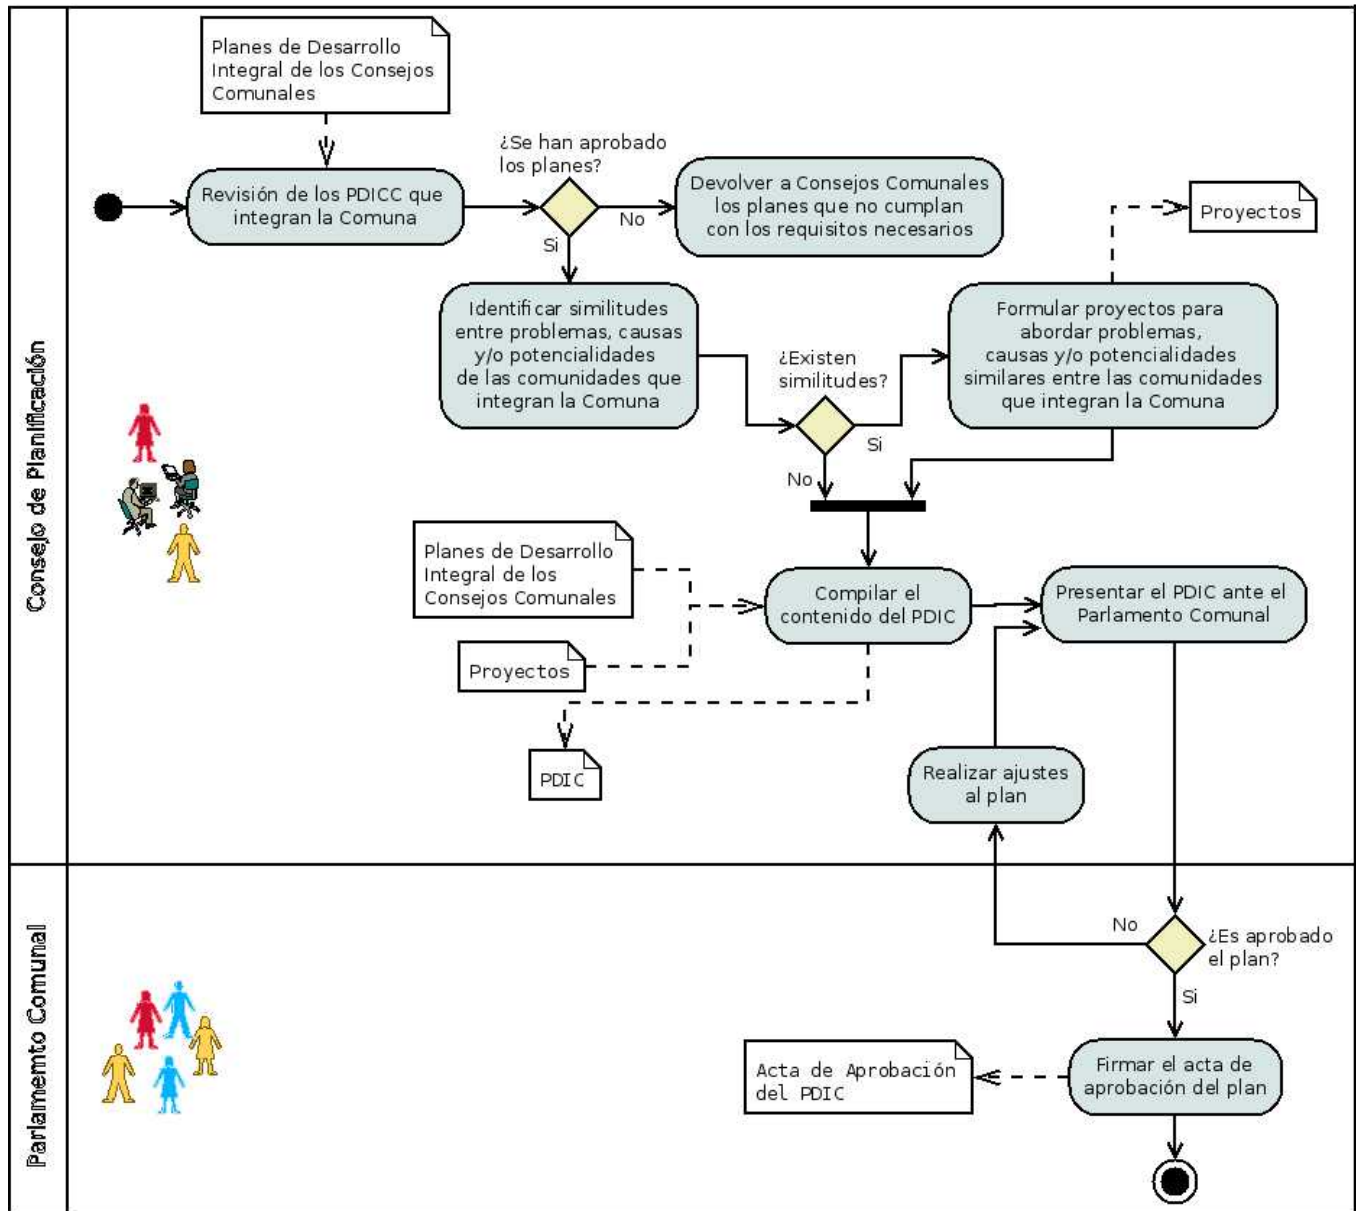 Consejo de Planificación
Planes de Desarrollo
Integral de los Consejos
Comunales
Revisión de los PDICC que
integran la Comuna
¿Se han aprobado
los planes?
No
Si
Devolver a Consejos Comunales
los planes que no cumplan
con los requisitos necesarios
Identificar similitudes
entre problemas, causas
y/o potencialidades
de las comunidades que
integran la Comuna
¿Existen
similitudes?
Si
No
Formular proyectos para
abordar problemas,
causas y/o potencialidades
similares entre las comunidades
que integran la Comuna
Proyectos
Planes de Desarrollo
Integral de los
Consejos Comunales
Proyectos
Compilar el
contenido del PDIC
PDIC
Presentar el PDIC ante el
Parlamento Comunal
Realizar ajustes
al plan
Parlamemto Comunal
No
¿Es aprobado
el plan?
Si
Firmar el acta de
aprobación del plan
Acta de Aprobación
del PDIC